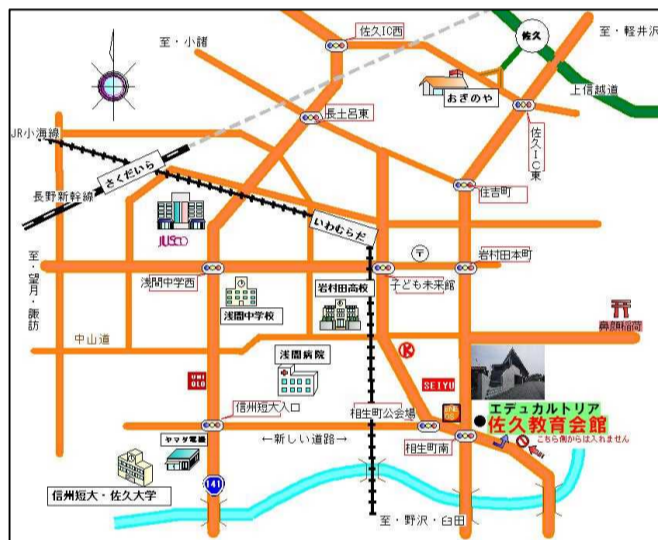 佐久IC西
佐久
至・軽井沢
至・小諸
おぎのや
上信越道
長土呂東
JR小海線
佐久IC東
さくだいら
住吉町
長野新幹線
いわむらだ
JUSCO
〒
岩村田本町
至・望月・諏訪
浅間中学西
岩村田高校
子ども未来館
浅間中学校
鼻顔稲荷
中山道
浅間病院
K
UNI
QLO
SEIYU
エデュカルトリア
信州短大入口
相生町公会場
佐久教育会館
こちら側からは入れません
ヤマダ電機
←新しい道路→
相生町南
141
信州短大・佐久大学
至・野沢・臼田